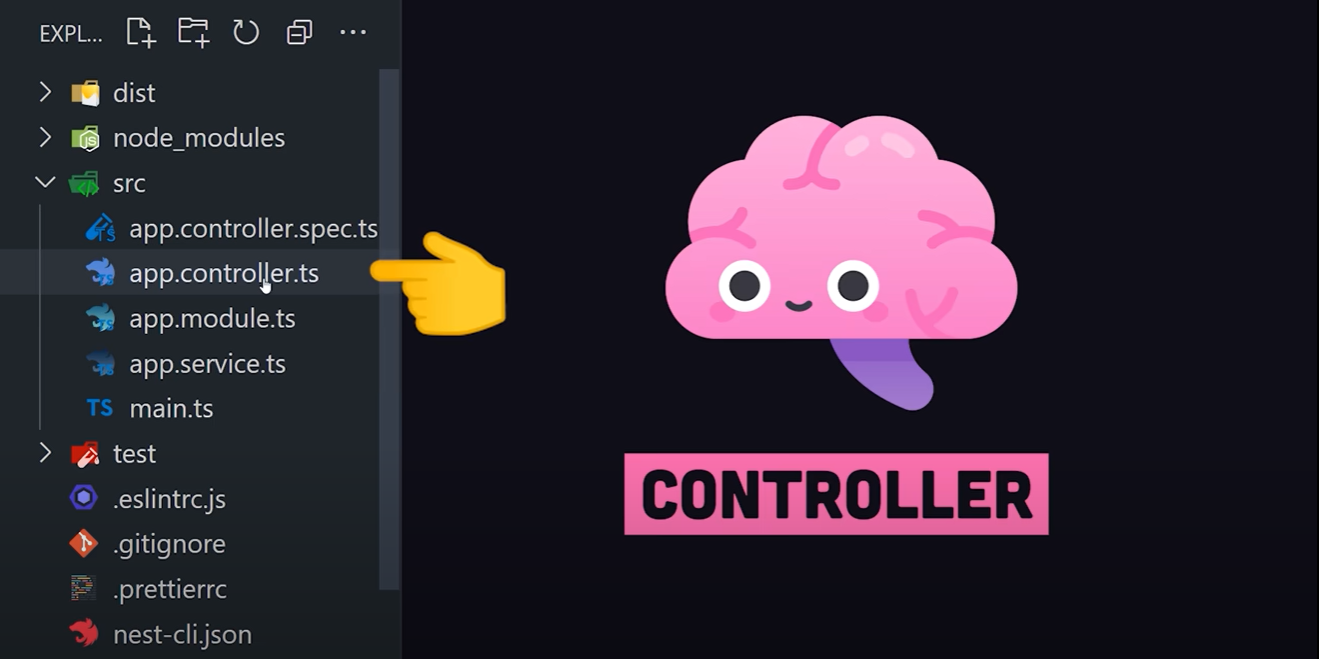 EXPL...
dist
node_modules
src
app.controller.spec.ts
app.controller.ts
app.module.ts
app.service.ts
TS main.ts
test
.eslintrc.js
.gitignore
.prettierrc
nest-cli.json
CONTROLLER